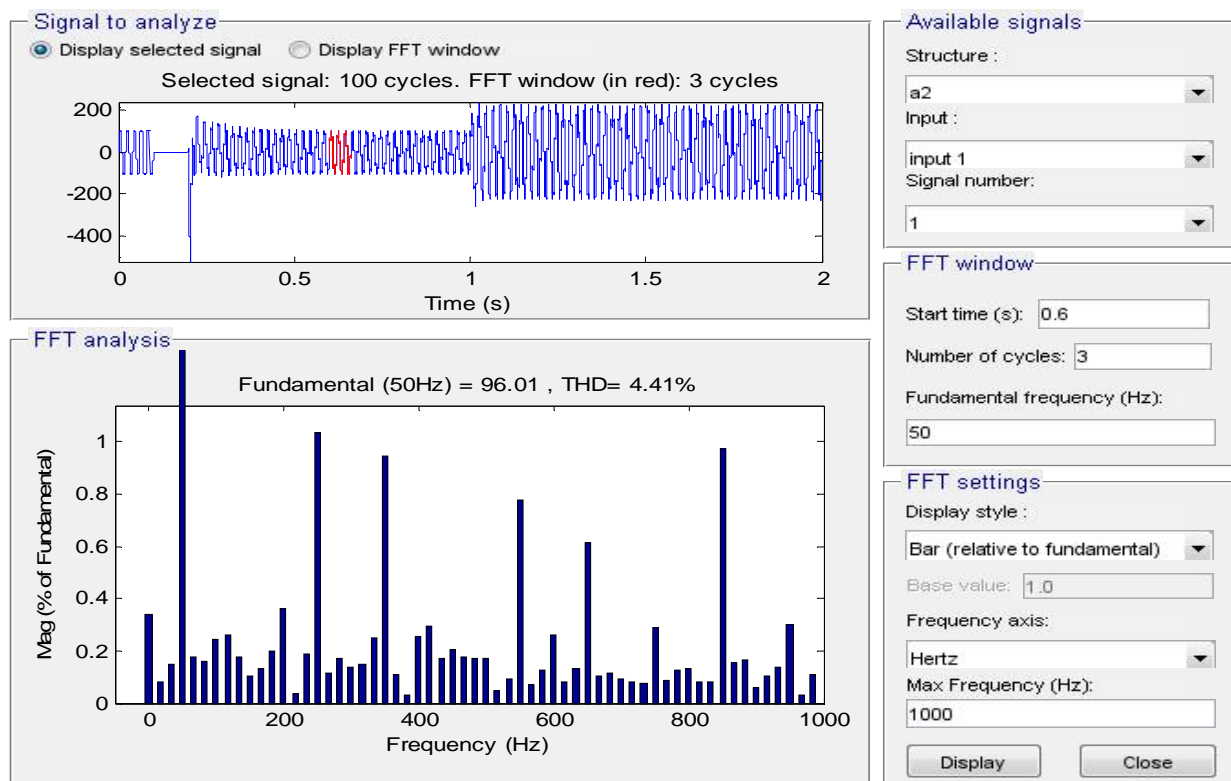 Signal to analyze
Display selected signal Display FFT window
Selected signal: 100 cycles. FFT window (in red): 3 cycles
200
0
-200
-400
0 0.5 1 1.5 2
Time (s)
FFT analysis
Fundamental (50Hz) = 96.01 , THD= 4.41%
Mag (% of Fundamental)
1
0.8
0.6
0.4
0.2
0
0 200 400 600 800 1000
Frequency (Hz)
Available signals
Structure :
a2
Input :
input 1
Signal number:
1
FFT window
Start time (s): 0.6
Number of cycles: 3
Fundamental frequency (Hz):
50
FFT settings
Display style :
Bar (relative to fundamental)
Base value: 1.0
Frequency axis:
Hertz
Max Frequency (Hz):
1000
Display Close